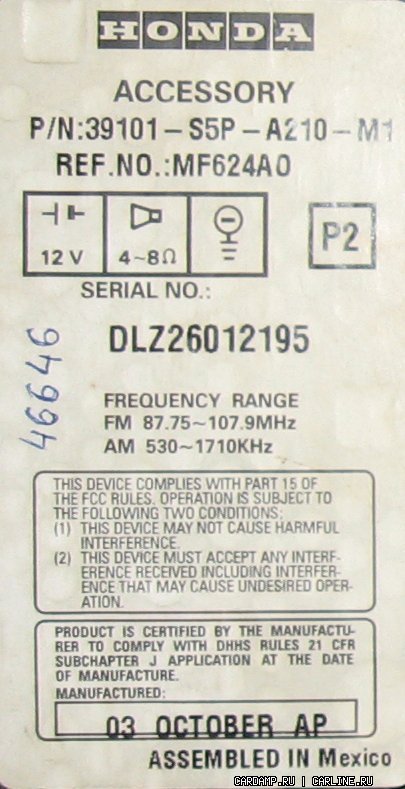 HONDA
ACCESSORY
P/N:39101-S5P-A210-M1
REF.NO.:MF624A0
12 V
4~8Ω
P2
SERIAL NO.:
DLZ26012195
46646
FREQUENCY RANGE
FM 87.75~107.9MHz
AM 530~1710KHz
THIS DEVICE COMPLIES WITH PART 15 OF
THE FCC RULES. OPERATION IS SUBJECT TO
THE FOLLOWING TWO CONDITIONS:
(1) THIS DEVICE MAY NOT CAUSE HARMFUL
INTERFERENCE.
(2) THIS DEVICE MUST ACCEPT ANY INTERF-
ERENCE RECEIVED INCLUDING INTERFER-
ENCE THAT MAY CAUSE UNDESIRED OPER-
ATION.
PRODUCT IS CERTIFIED BY THE MANUFACTU-
RER TO COMPLY WITH DHHS RULES 21 CFR
SUBCHAPTER J APPLICATION AT THE DATE
OF MANUFACTURE.
MANUFACTURED:
03 OCTOBER AP
ASSEMBLED IN Mexico
CARDAMP.RU | CARLINE.RU